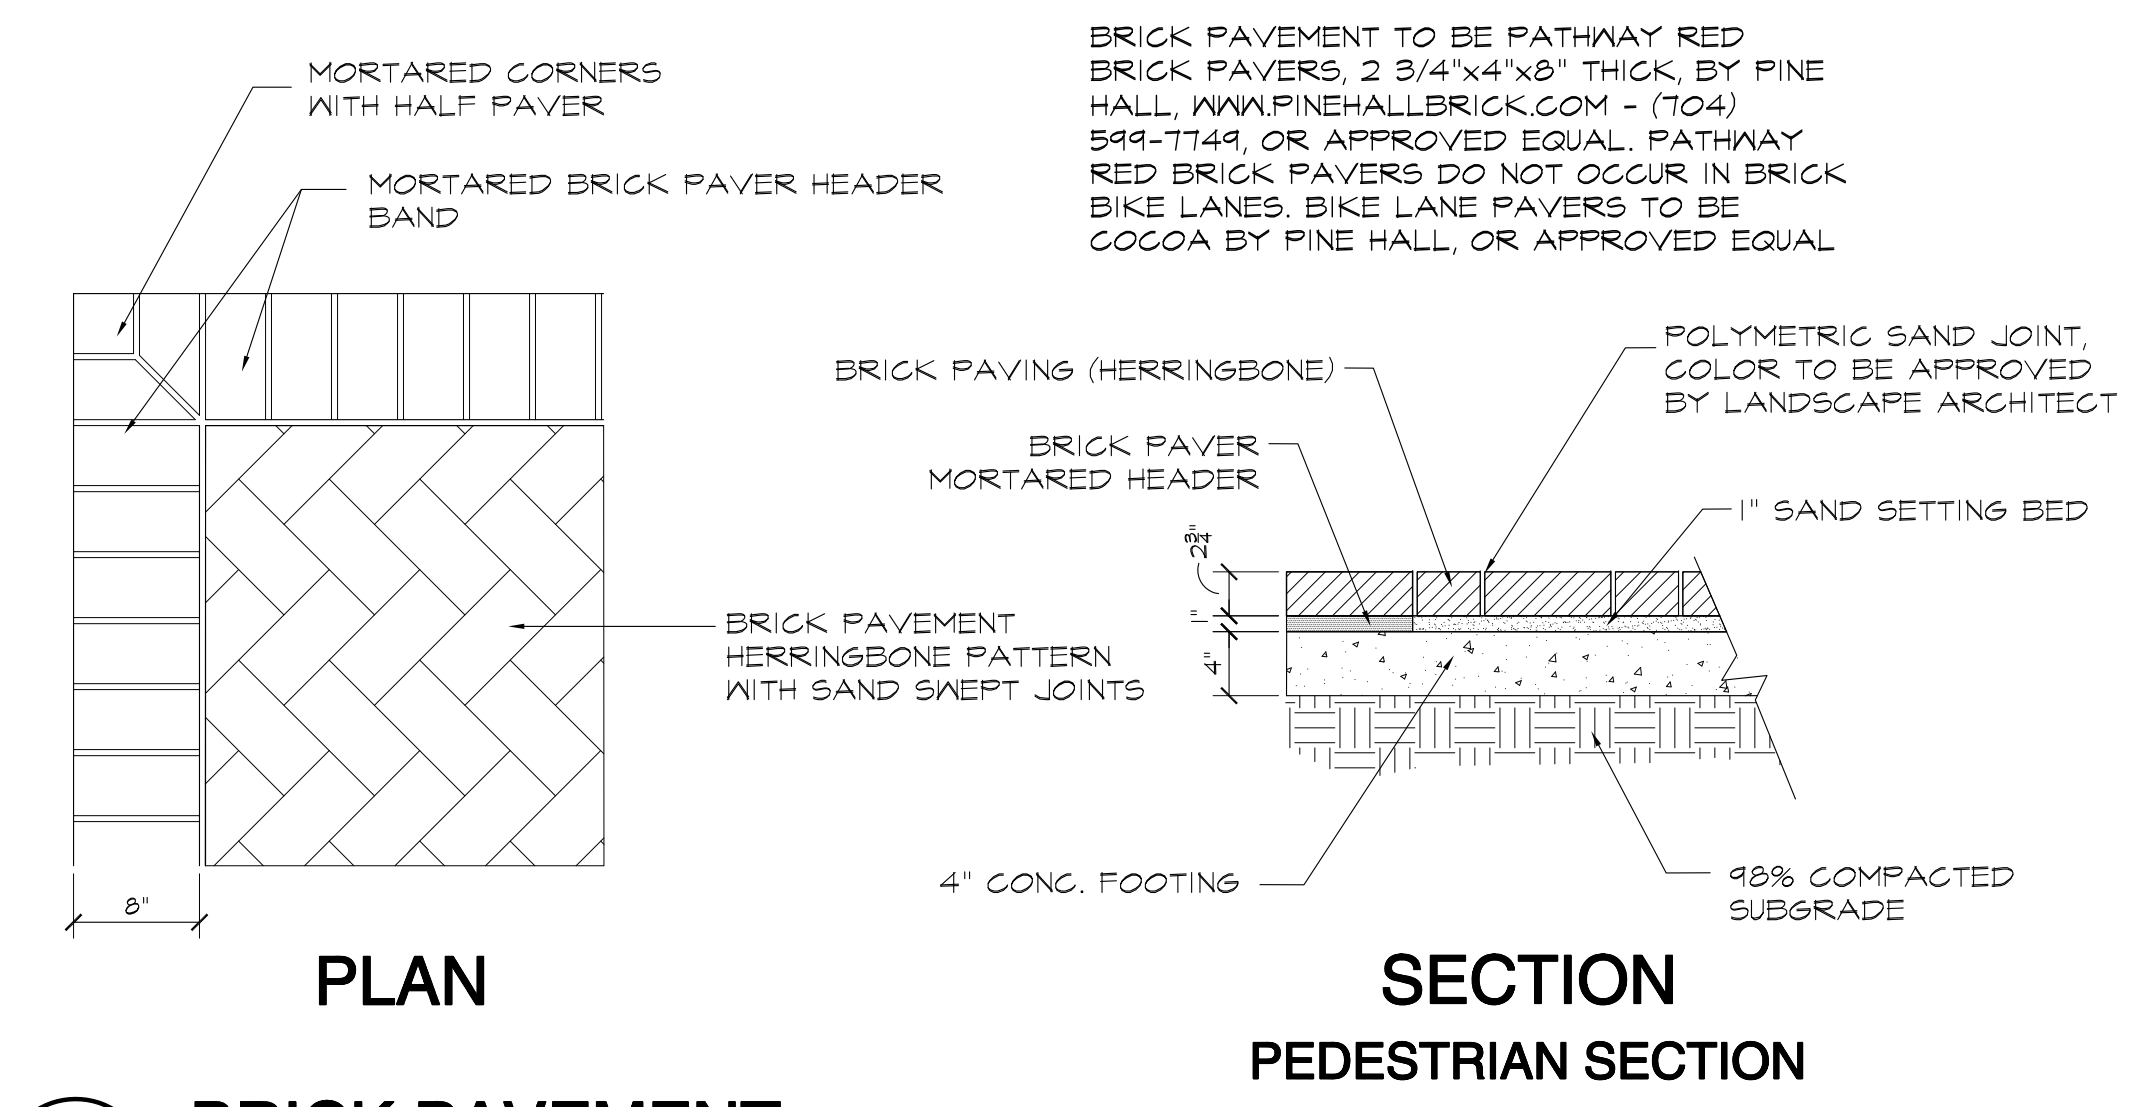 MORTARED CORNERS
WITH HALF PAVER
MORTARED BRICK PAVER HEADER
BAND
BRICK PAVEMENT
HERRINGBONE PATTERN
WITH SAND SWEPT JOINTS
8"
PLAN
BRICK PAVEMENT TO BE PATHWAY RED
BRICK PAVERS, 2 3/4"x4"x8" THICK, BY PINE
HALL, WWW.PINEHALLBRICK.COM - (704)
599-7749, OR APPROVED EQUAL. PATHWAY
RED BRICK PAVERS DO NOT OCCUR IN BRICK
BIKE LANES. BIKE LANE PAVERS TO BE
COCOA BY PINE HALL, OR APPROVED EQUAL
BRICK PAVING (HERRINGBONE)
POLYMETRIC SAND JOINT,
COLOR TO BE APPROVED
BY LANDSCAPE ARCHITECT
BRICK PAVER
MORTARED HEADER
1" SAND SETTING BED
2 3/4"
1"
4"
4" CONC. FOOTING
98% COMPACTED
SUBGRADE
SECTION
PEDESTRIAN SECTION
BRICK PAVEMENT